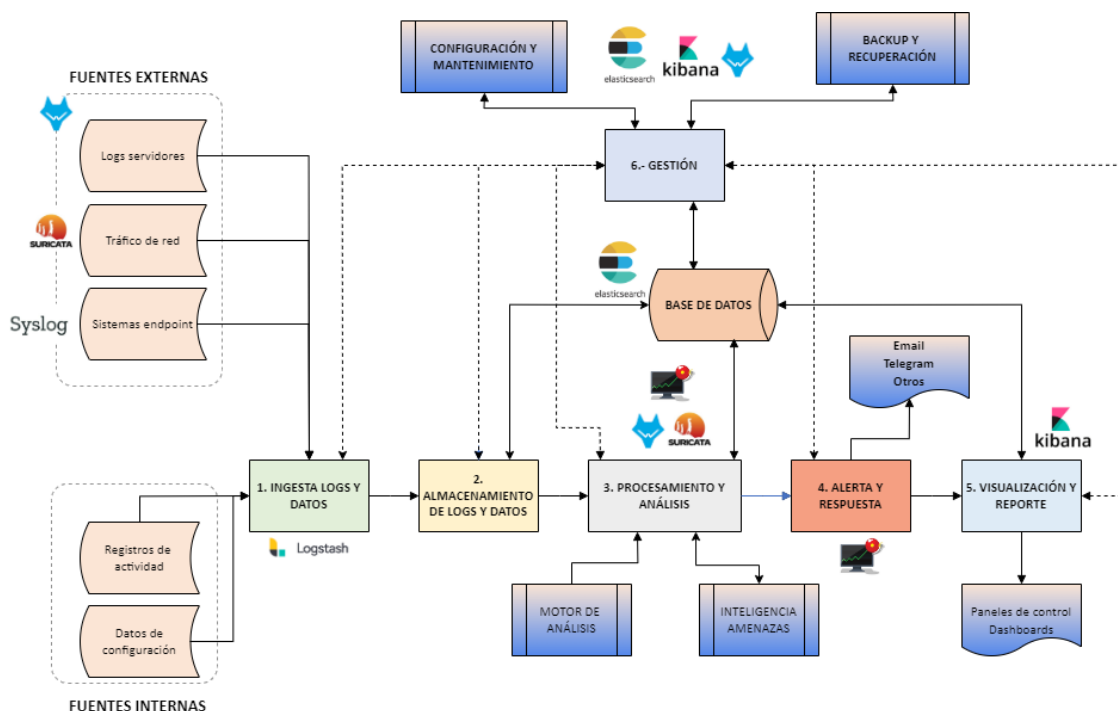 FUENTES EXTERNAS
Logs servidores
SURICATA
Tráfico de red
Syslog
Sistemas endpoint
CONFIGURACIÓN Y
MANTENIMIENTO
elasticsearch
kibana
BACKUP Y
RECUPERACIÓN
6.- GESTIÓN
elasticsearch
BASE DE DATOS
Email
Telegram
Otros
SURICATA
kibana
1. INGESTA LOGS Y
DATOS
Logstash
2.
ALMACENAMIENTO
DE LOGS Y DATOS
3. PROCESAMIENTO Y
ANÁLISIS
4. ALERTA Y
RESPUESTA
5. VISUALIZACIÓN Y
REPORTE
Registros de
actividad
Datos de
configuración
FUENTES INTERNAS
MOTOR DE
ANÁLISIS
INTELIGENCIA
AMENAZAS
Paneles de control
Dashboards